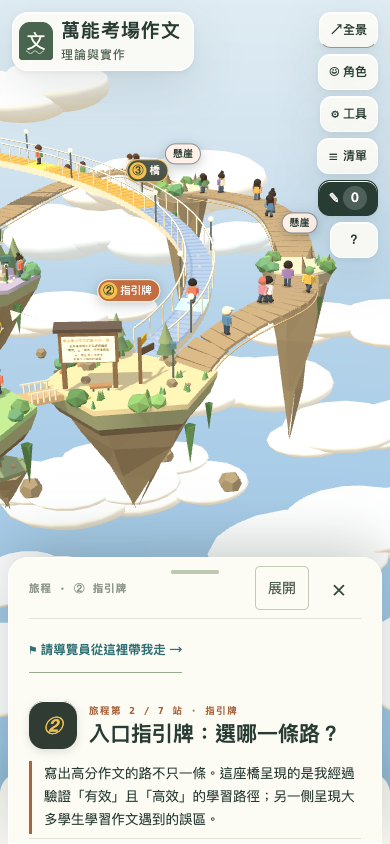 文
萬能考場作文
理論與實作
↗全景
☺ 角色
⚙ 工具
≡ 清單
✎ 0
?
懸崖
③ 橋
懸崖
② 指引牌
旅程 · ② 指引牌
展開
✕
⚑ 請導覽員從這裡帶我走 →
②
旅程第 2 / 7 站 · 指引牌
入口指引牌：選哪一條路？
寫出高分作文的路不只一條。這座橋呈現的是我經過
驗證「有效」且「高效」的學習路徑；另一側呈現大
多學生學習作文遇到的誤區。